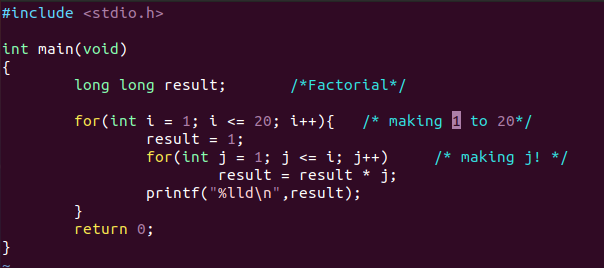 #include <stdio.h>
int main(void)
{
long long result; /*Factorial*/
for(int i = 1; i <= 20; i++){ /* making 1 to 20*/
result = 1;
for(int j = 1; j <= i; j++) /* making j! */
result = result * j;
printf("%lld\n",result);
}
return 0;
}
~